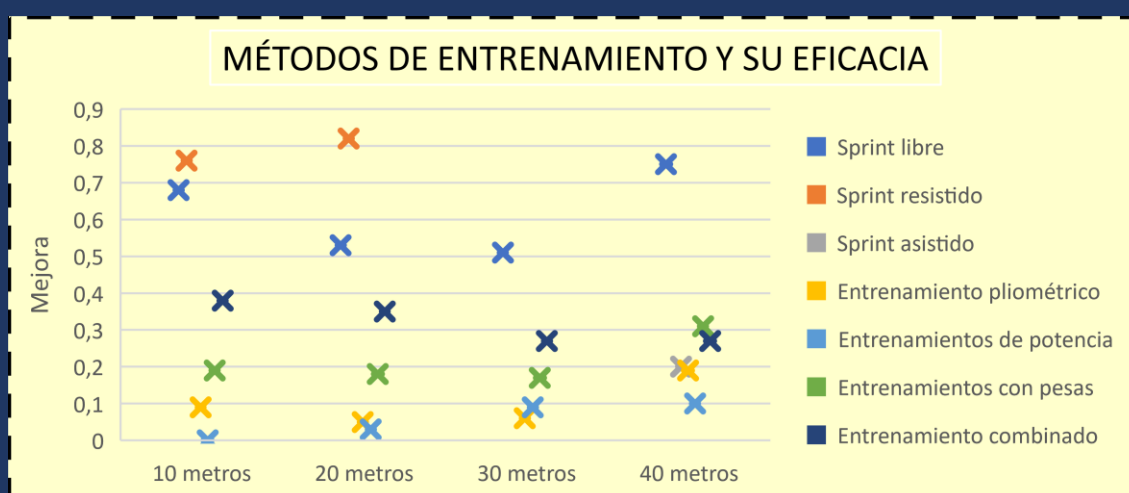 MÉTODOS DE ENTRENAMIENTO Y SU EFICACIA
Mejora
0,9
0,8
0,7
0,6
0,5
0,4
0,3
0,2
0,1
0
10 metros
20 metros
30 metros
40 metros
Sprint libre
Sprint resistido
Sprint asistido
Entrenamiento pliométrico
Entrenamientos de potencia
Entrenamientos con pesas
Entrenamiento combinado